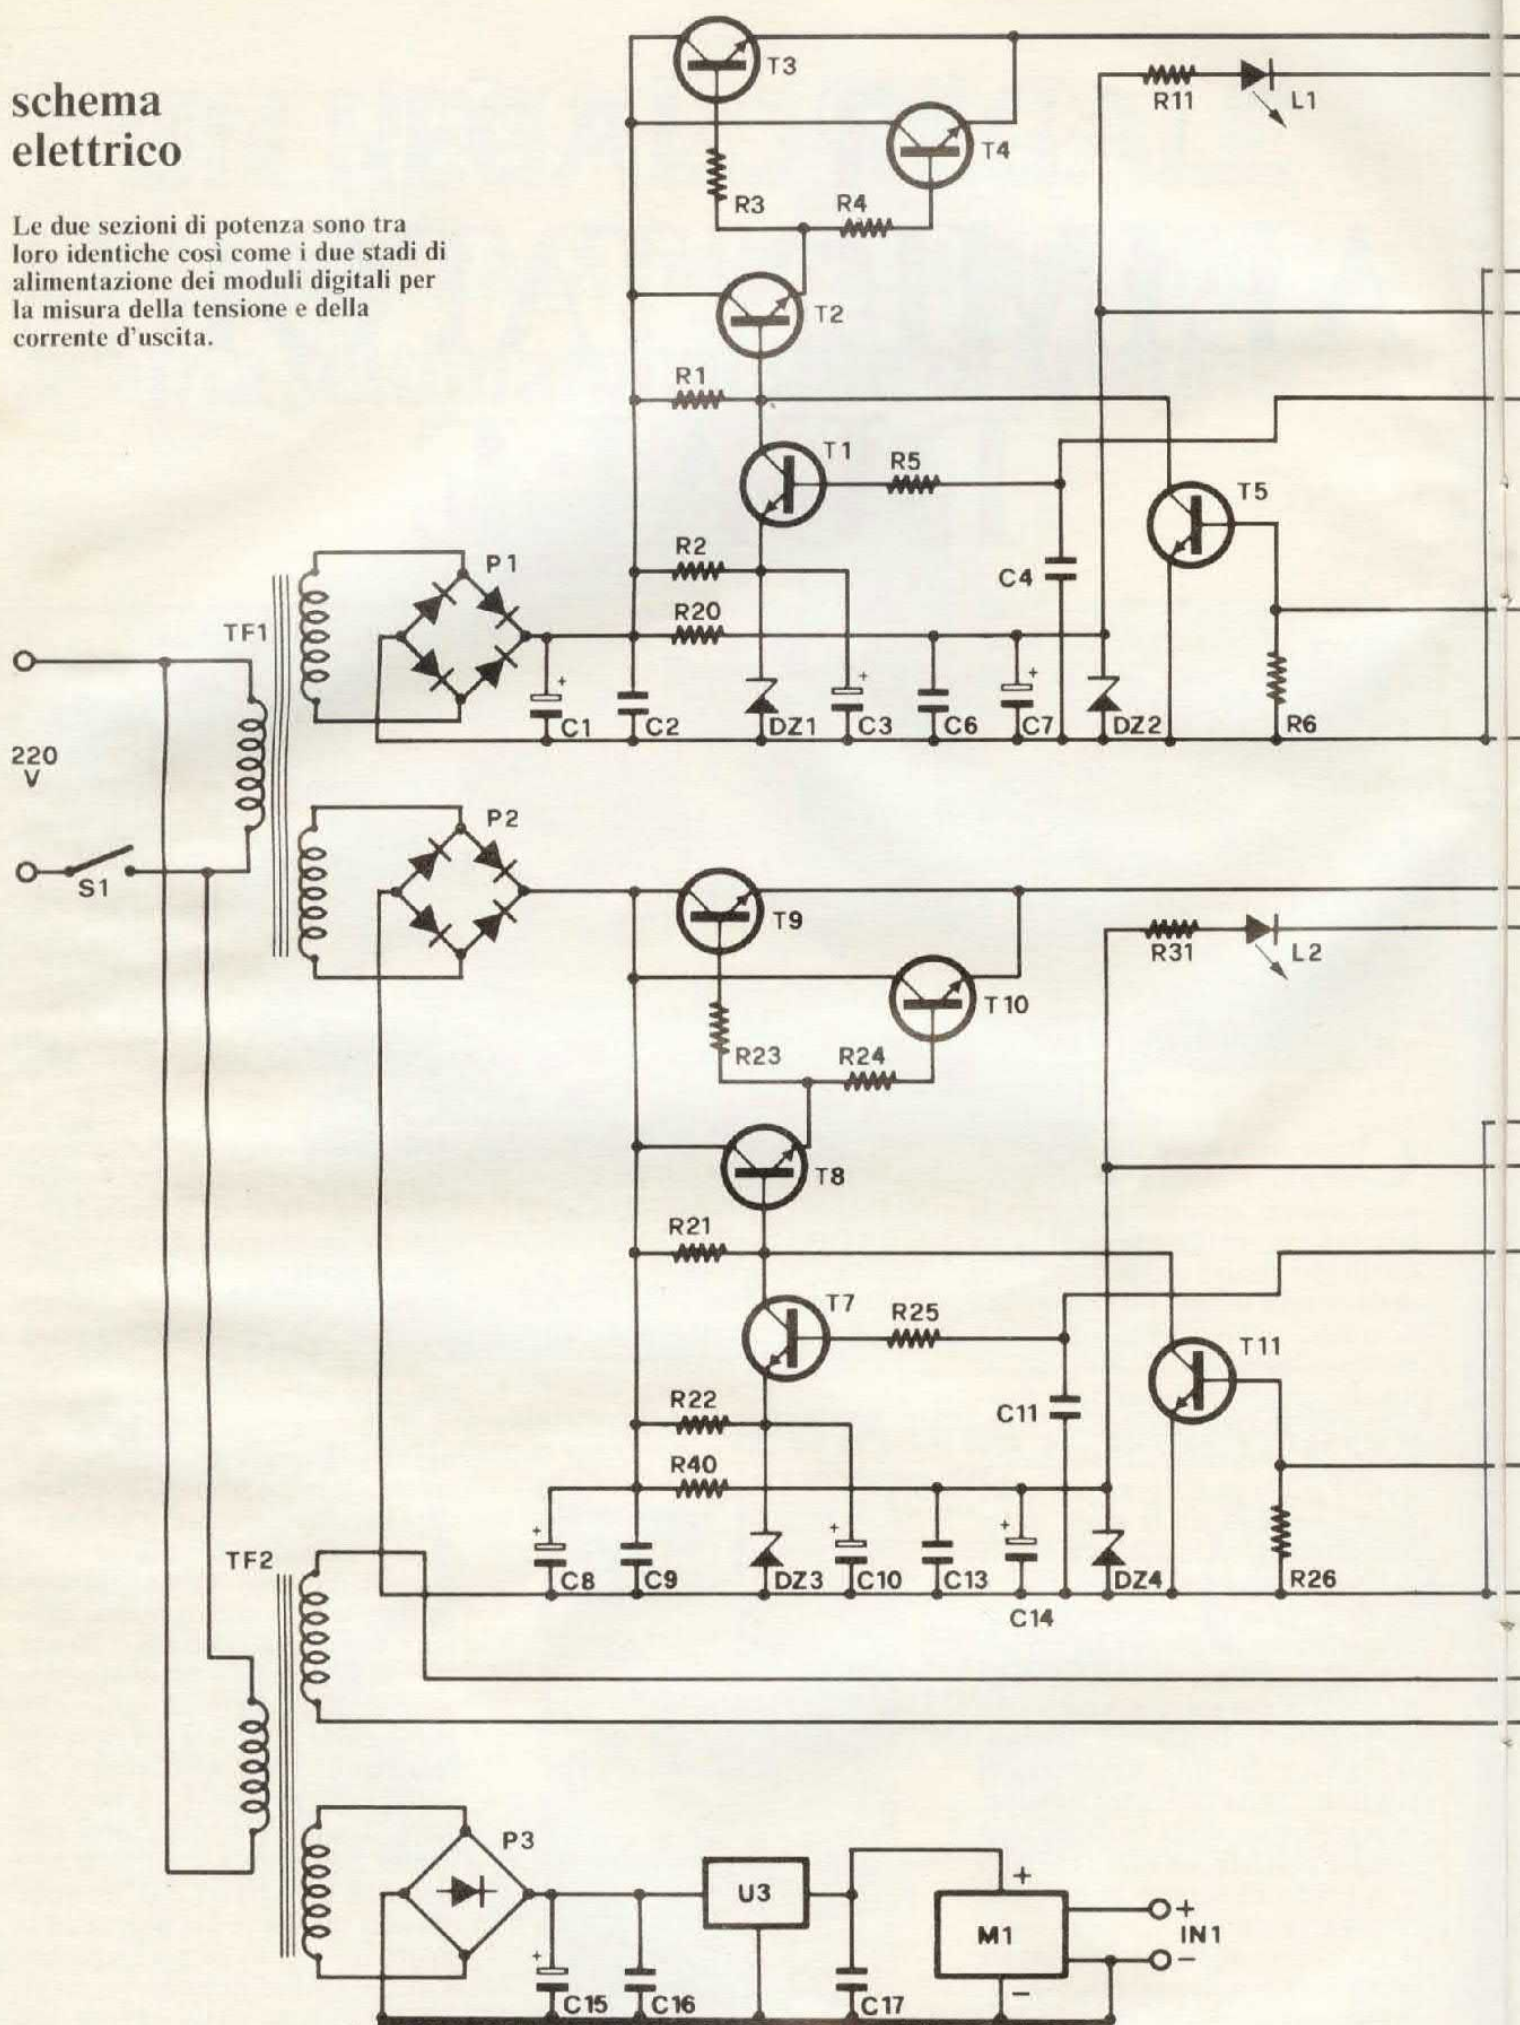 schema
elettrico
Le due sezioni di potenza sono tra
loro identiche così come i due stadi di
alimentazione dei moduli digitali per
la misura della tensione e della
corrente d'uscita.
T3
R11
L1
T4
R3
R4
T2
R1
T1
R5
T5
R2
C4
P1
R20
TF1
+
+
+
C1
C2
DZ1
C3
C6
C7
DZ2
R6
220
V
P2
S1
T9
R31
L2
T10
R23
R24
T8
R21
T7
R25
T11
R22
C11
R40
+
+
+
TF2
C8
C9
DZ3
C10
C13
DZ4
R26
C14
P3
U3
+
M1
+
IN1
-
-
+
C15
C16
C17